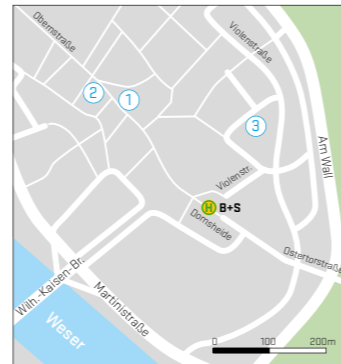 Obernstraße
Violenstraße
2
1
3
Am Wall
Violenstr.
H B+S
Domsheide
Ostertorstraße
Wilh.-Kaisen-Br.
Martinistraße
Weser
0 100 200m